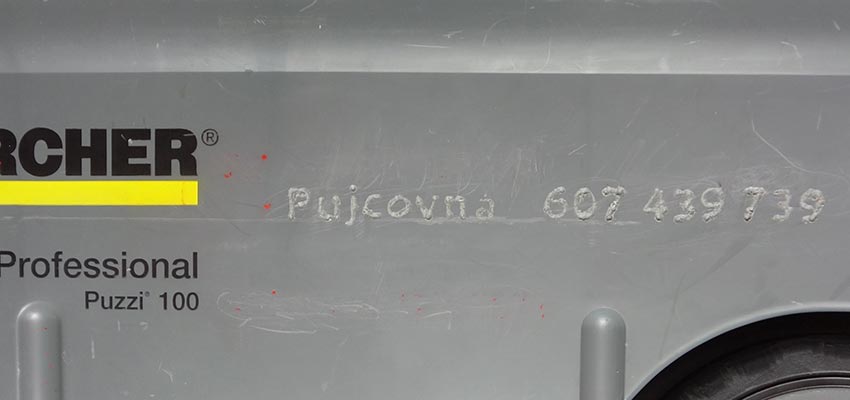 RCHER®
Pujcovna 607 439 739
Professional
Puzzi® 100